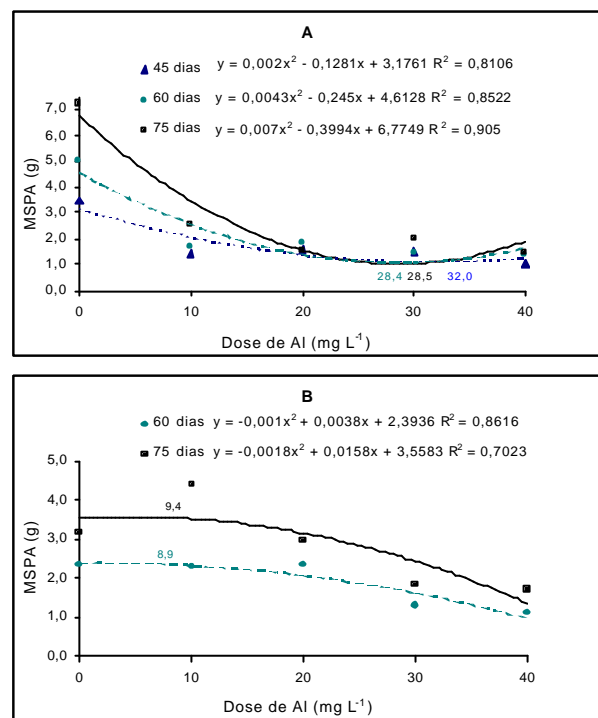 A
45 dias y = 0,002x² - 0,1281x + 3,1761 R² = 0,8106
60 dias y = 0,0043x² - 0,245x + 4,6128 R² = 0,8522
75 dias y = 0,007x² - 0,3994x + 6,7749 R² = 0,905
MSPA (g)
7,0
6,0
5,0
4,0
3,0
2,0
1,0
0,0
28,4 28,5 32,0
0 10 20 30 40
Dose de Al (mg L⁻¹)
B
60 dias y = -0,001x² + 0,0038x + 2,3936 R² = 0,8616
75 dias y = -0,0018x² + 0,0158x + 3,5583 R² = 0,7023
MSPA (g)
5,0
4,0
3,0
2,0
1,0
0,0
9,4
8,9
0 10 20 30 40
Dose de Al (mg L⁻¹)